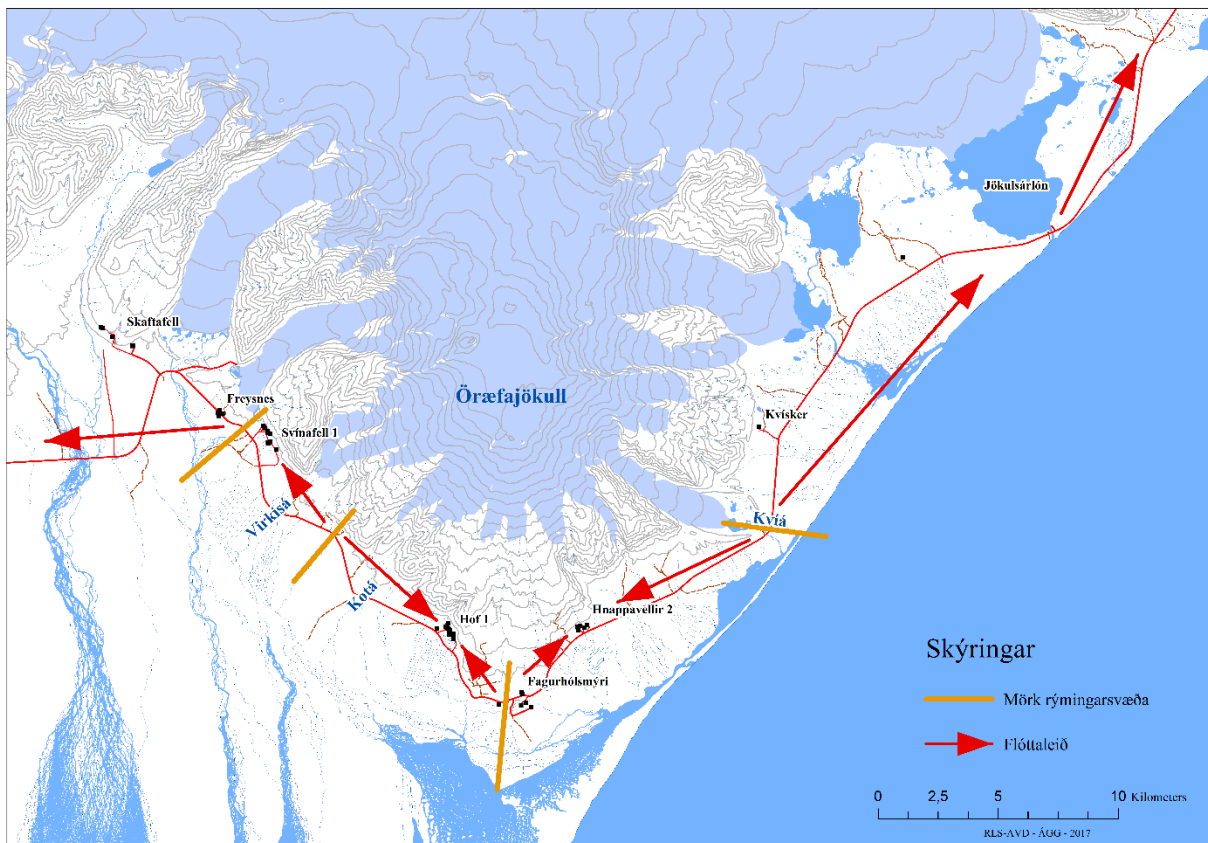 Jökulsárlón
Skaftafell
Freysnes
Öræfajökull
Svínafell 1
Kvísker
Virkisá
Kvíá
Kotá
Hof 1
Hnappavellir 2
Fagurhólsmýri
Skýringar
Mörk rýmingarsvæða
Flóttaleið
0 2,5 5 10 Kilometers
RLS-AVD - ÁGG - 2017